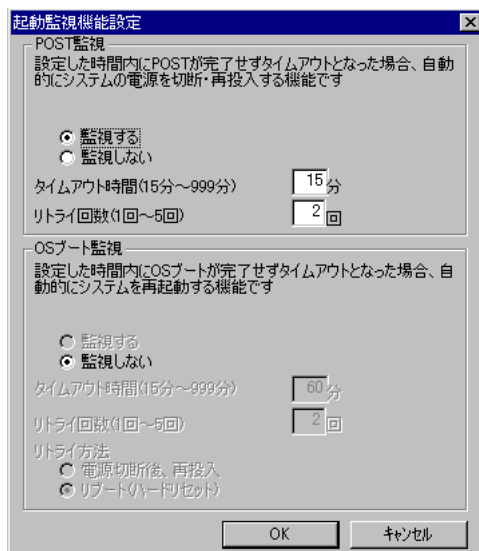 起動監視機能設定
POST監視
設定した時間内にPOSTが完了せずタイムアウトとなった場合、自動
的にシステムの電源を切断・再投入する機能です
監視する
監視しない
タイムアウト時間(15分～999分) 15 分
リトライ回数(1回～5回) 2 回
OSブート監視
設定した時間内にOSブートが完了せずタイムアウトとなった場合、自
動的にシステムを再起動する機能です
監視する
監視しない
タイムアウト時間(15分～999分) 60 分
リトライ回数(1回～5回) 2 回
リトライ方法
電源切断後、再投入
リブート(ハードリセット)
OK キャンセル